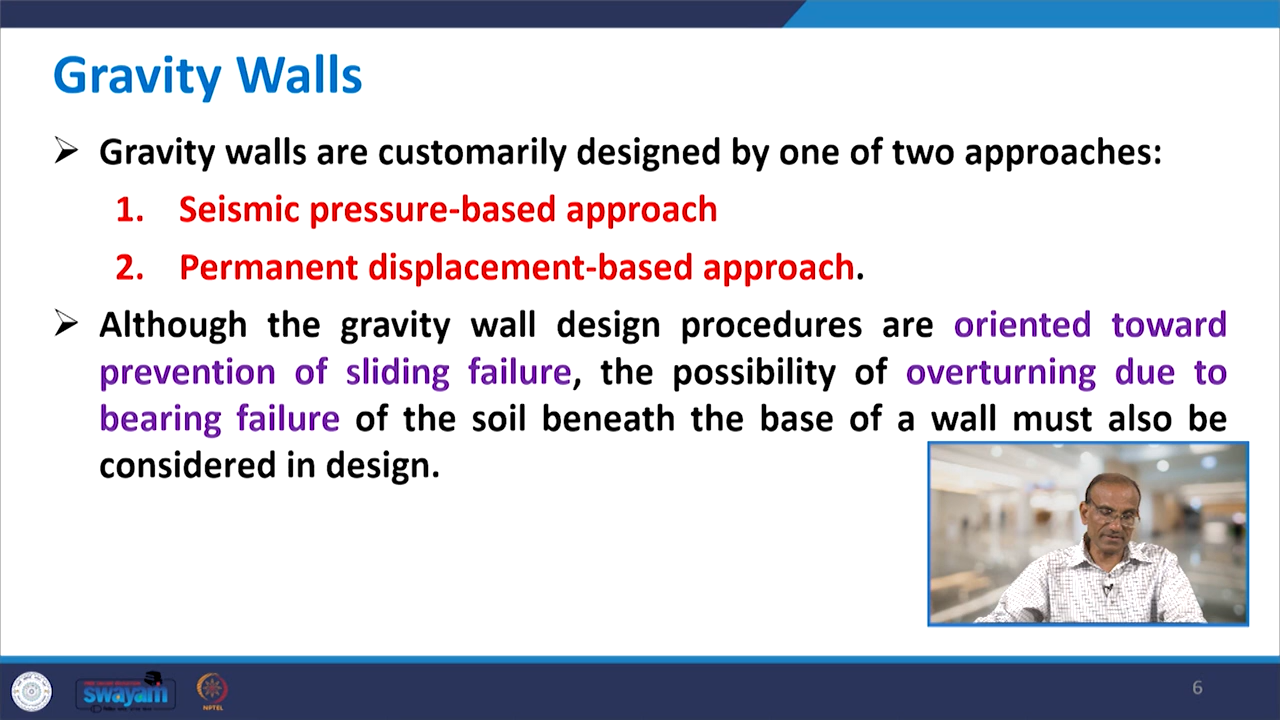 Gravity Walls
➢ Gravity walls are customarily designed by one of two approaches:
1. Seismic pressure-based approach
2. Permanent displacement-based approach.
➢ Although the gravity wall design procedures are oriented toward
prevention of sliding failure, the possibility of overturning due to
bearing failure of the soil beneath the base of a wall must also be
considered in design.
swayam
NPTEL
6